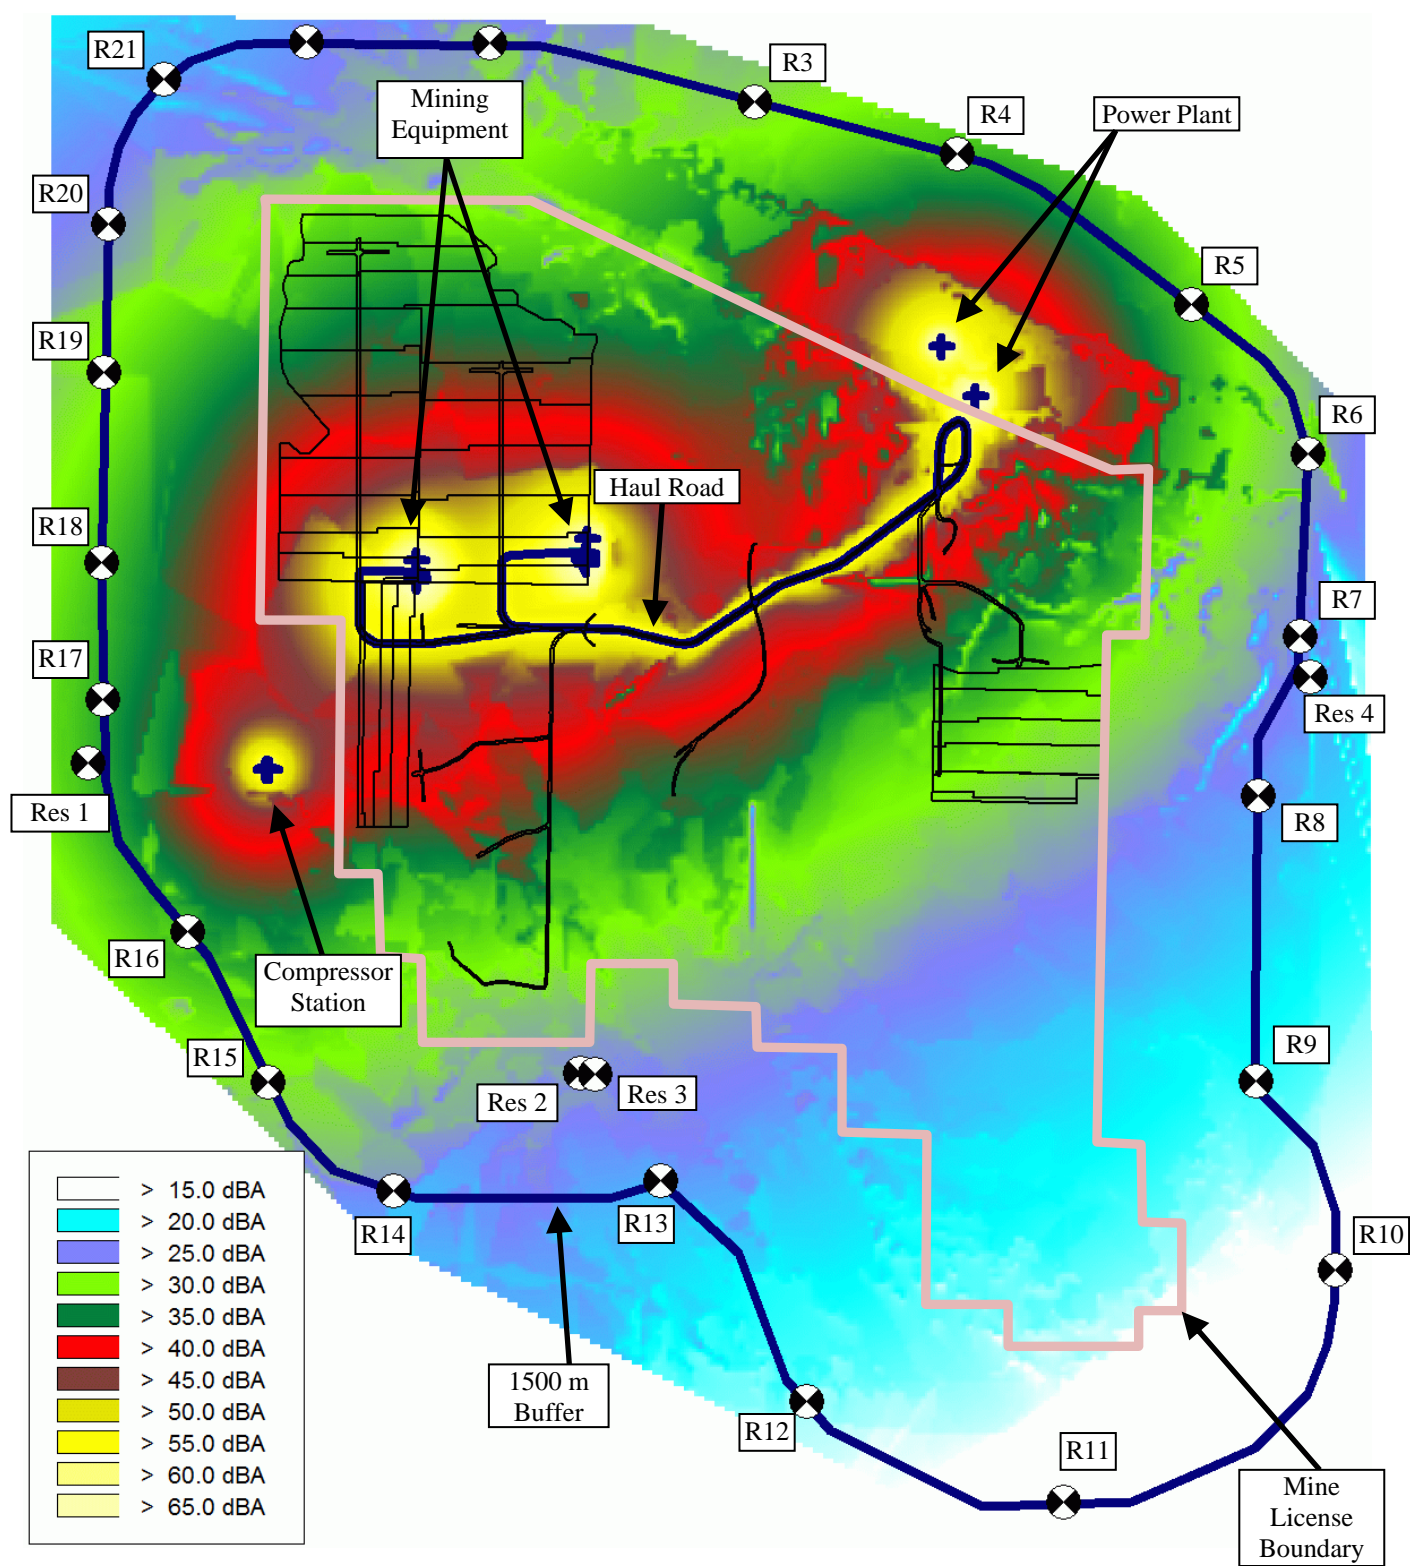 R21
R3
Mining
Equipment
R4
Power Plant
R20
R5
R19
R6
Haul Road
R18
R7
R17
Res 4
Res 1
R8
R16
Compressor
Station
R15
R9
Res 2
Res 3
> 15.0 dBA
> 20.0 dBA
> 25.0 dBA
> 30.0 dBA
> 35.0 dBA
> 40.0 dBA
> 45.0 dBA
> 50.0 dBA
> 55.0 dBA
> 60.0 dBA
> 65.0 dBA
R14
R13
R10
1500 m
Buffer
R12
R11
Mine
License
Boundary